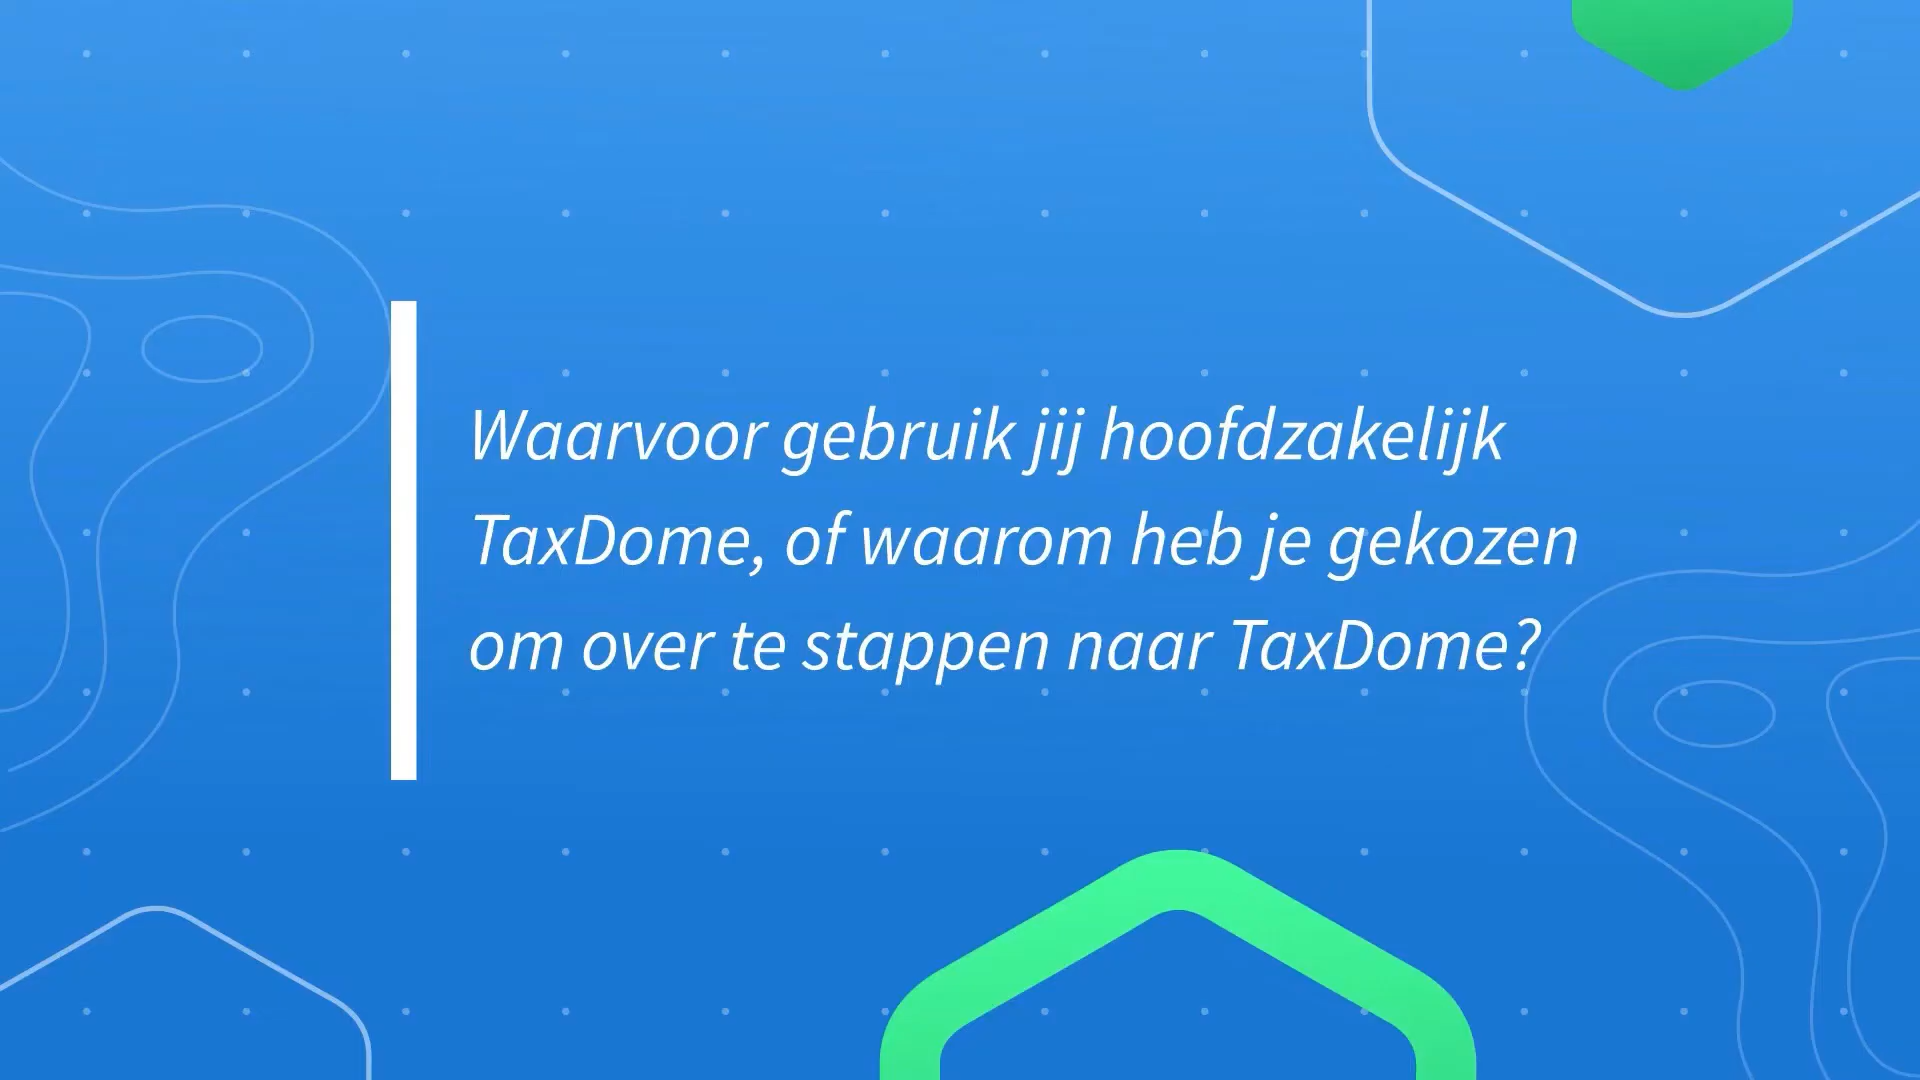 Waarvoor gebruik jij hoofdzakelijk
TaxDome, of waarom heb je gekozen
om over te stappen naar TaxDome?